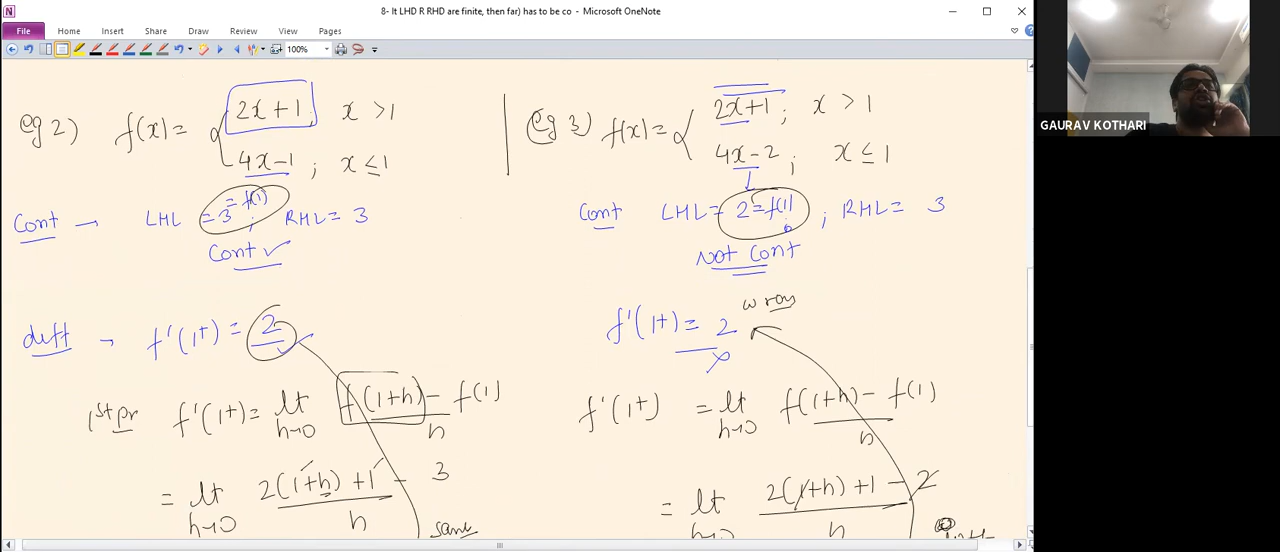 8- It LHD R RHD are finite, then far) has to be co - Microsoft OneNote
File Home Insert Share Draw Review View Pages
100%
GAURAV KOTHARI
eg 2) f(x) = { 2x+1, x > 1
4x-1 ; x ≤ 1
Cont → LHL = 3 = f(1) ; RHL = 3
Cont ✓
diff → f'(1+) = 2
1st pr f'(1+) = lt h→0 f(1+h) - f(1) / h
= lt h→0 2(1+h) + 1 - 3 / h
same
(eg 3) f(x) = { 2x+1 ; x > 1
4x-2 ; x ≤ 1
Cont LHL = 2 = f(1) ; RHL = 3
Not Cont
f'(1+) = 2 wrong
f'(1+) = lt h→0 f(1+h) - f(1) / h
= lt h→0 2(1+h) + 1 - 2 / h